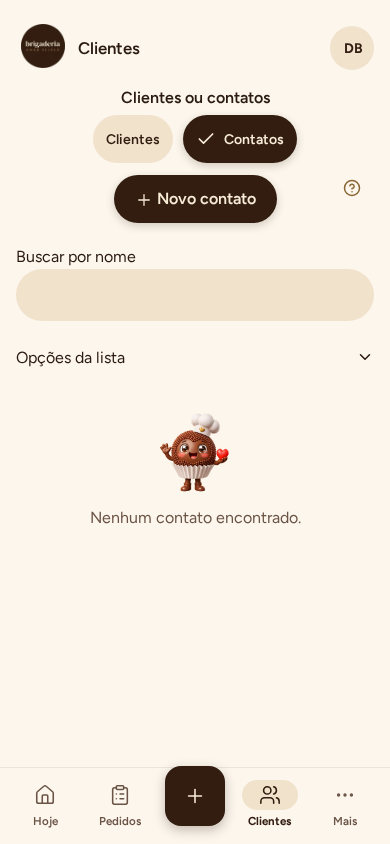 brigaderia
Clientes
DB
Clientes ou contatos
Clientes
Contatos
+ Novo contato
Buscar por nome
Opções da lista
Nenhum contato encontrado.
Hoje
Pedidos
Clientes
Mais